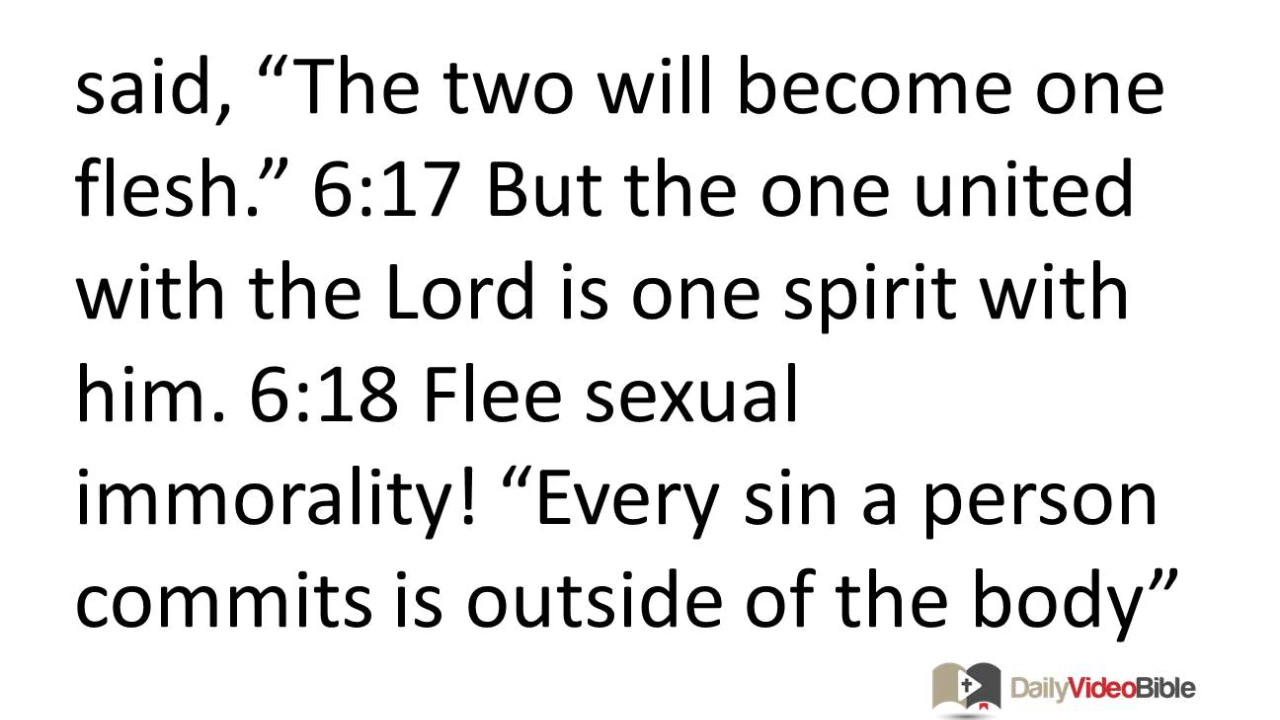 said, “The two will become one
flesh.” 6:17 But the one united
with the Lord is one spirit with
him. 6:18 Flee sexual
immorality! “Every sin a person
commits is outside of the body”
DailyVideoBible